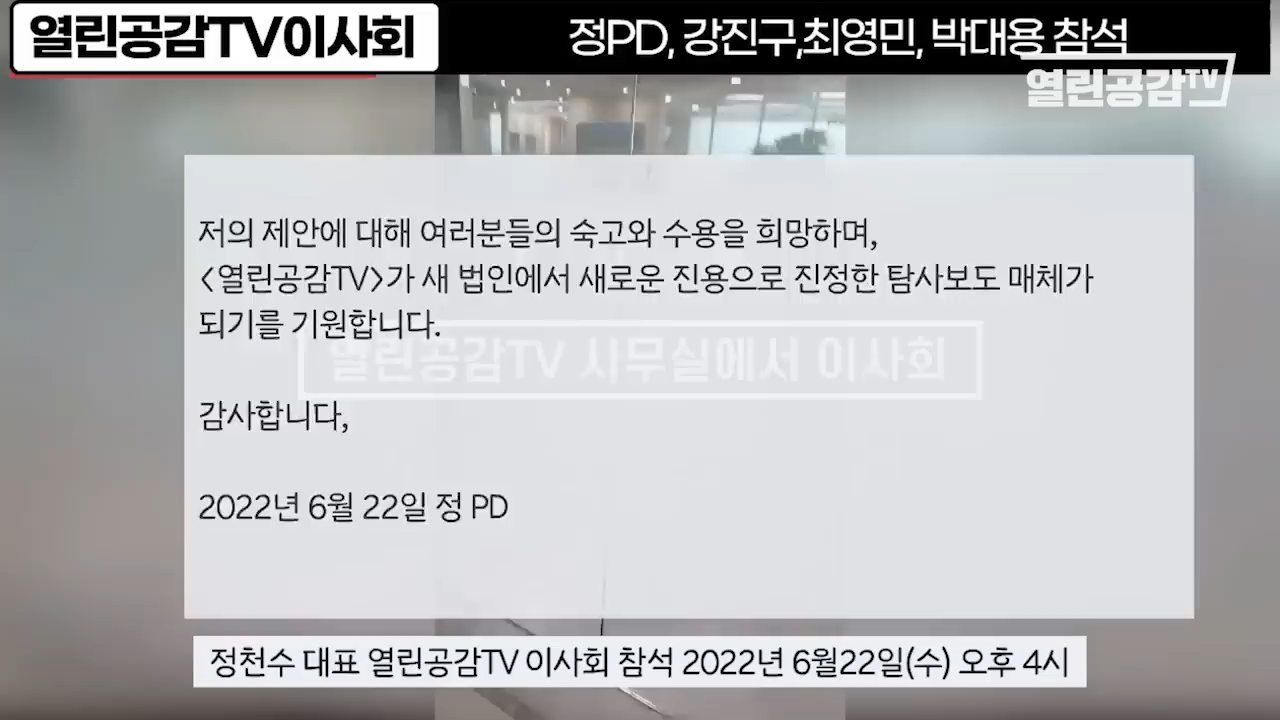 열린공감TV이사회
정PD, 강진구,최영민, 박대용 참석
열린공감TV
저의 제안에 대해 여러분들의 숙고와 수용을 희망하며,
<열린공감TV>가 새 법인에서 새로운 진용으로 진정한 탐사보도 매체가
되기를 기원합니다.
열린공감TV 사무실에서 이사회
감사합니다,
2022년 6월 22일 정 PD
정천수 대표 열린공감TV 이사회 참석 2022년 6월22일(수) 오후 4시